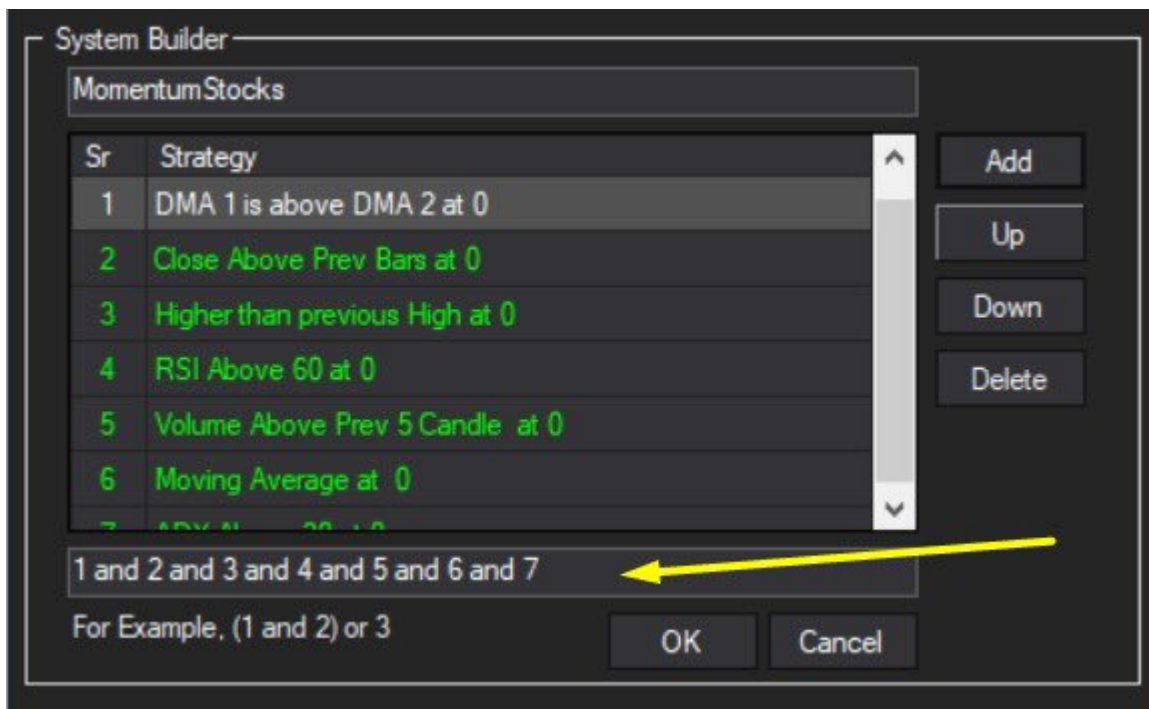 System Builder
MomentumStocks
Sr Strategy
1 DMA 1 is above DMA 2 at 0
2 Close Above Prev Bars at 0
3 Higher than previous High at 0
4 RSI Above 60 at 0
5 Volume Above Prev 5 Candle at 0
6 Moving Average at 0
1 and 2 and 3 and 4 and 5 and 6 and 7
For Example, (1 and 2) or 3
OK Cancel
Add
Up
Down
Delete